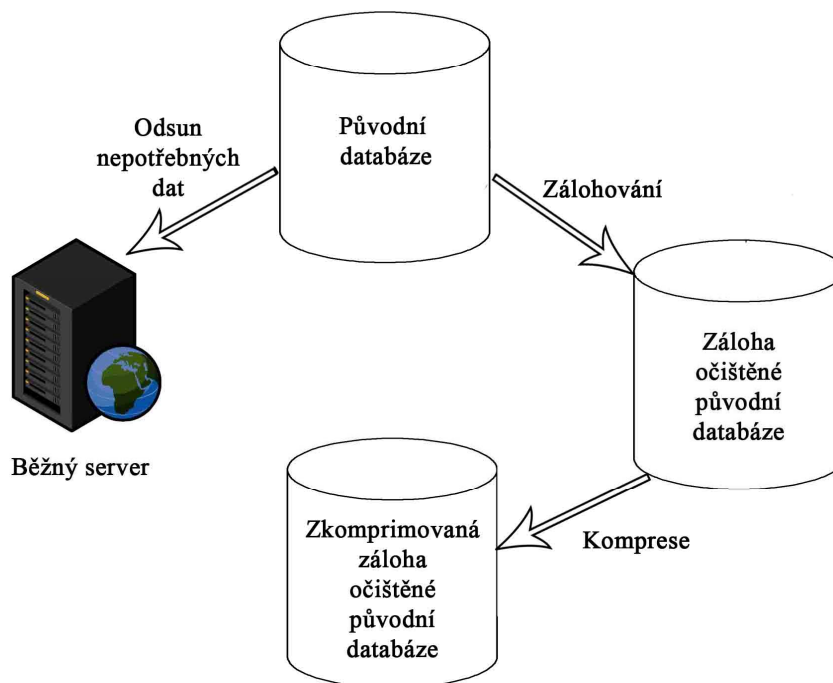 Původní
databáze
Odsun
nepotřebných
dat
Zálohování
Běžný server
Záloha
očištěné
původní
databáze
Komprese
Zkomprimovaná
záloha
očištěné
původní
databáze